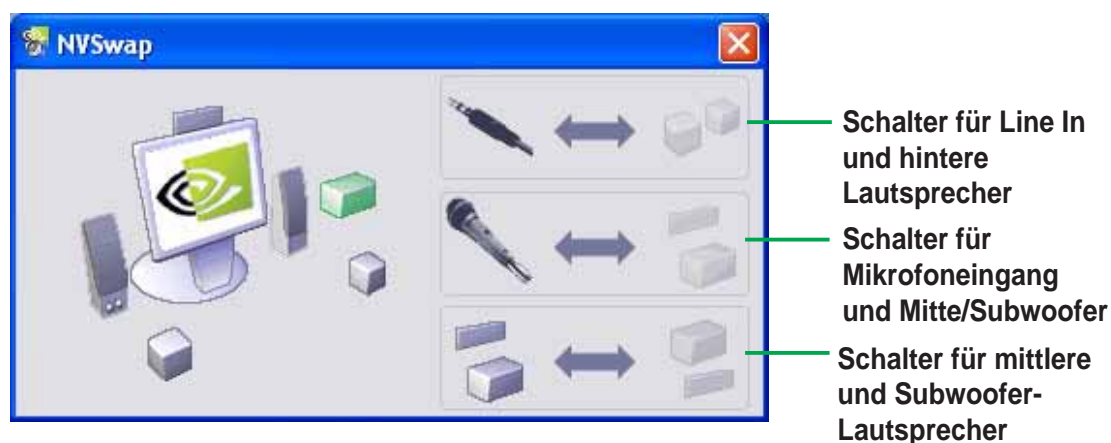 NVSwap
Schalter für Line In
und hintere
Lautsprecher
Schalter für
Mikrofoneingang
und Mitte/Subwoofer
Schalter für mittlere
und Subwoofer-
Lautsprecher